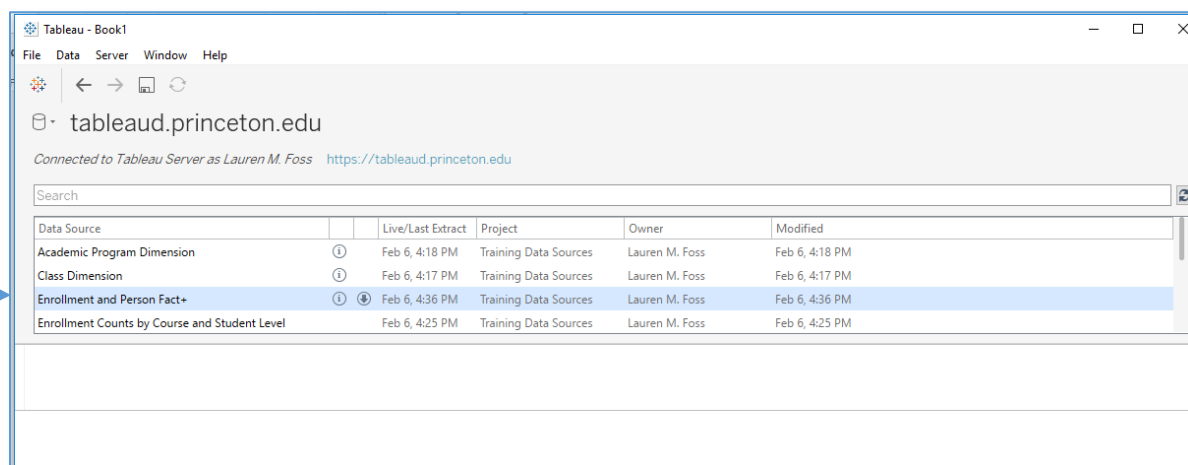 Tableau - Book1
File Data Server Window Help
tableaud.princeton.edu
Connected to Tableau Server as Lauren M. Foss https://tableaud.princeton.edu
Search
Data Source Live/Last Extract Project Owner Modified
Academic Program Dimension Feb 6, 4:18 PM Training Data Sources Lauren M. Foss Feb 6, 4:18 PM
Class Dimension Feb 6, 4:17 PM Training Data Sources Lauren M. Foss Feb 6, 4:17 PM
Enrollment and Person Fact+ Feb 6, 4:36 PM Training Data Sources Lauren M. Foss Feb 6, 4:36 PM
Enrollment Counts by Course and Student Level Feb 6, 4:25 PM Training Data Sources Lauren M. Foss Feb 6, 4:25 PM